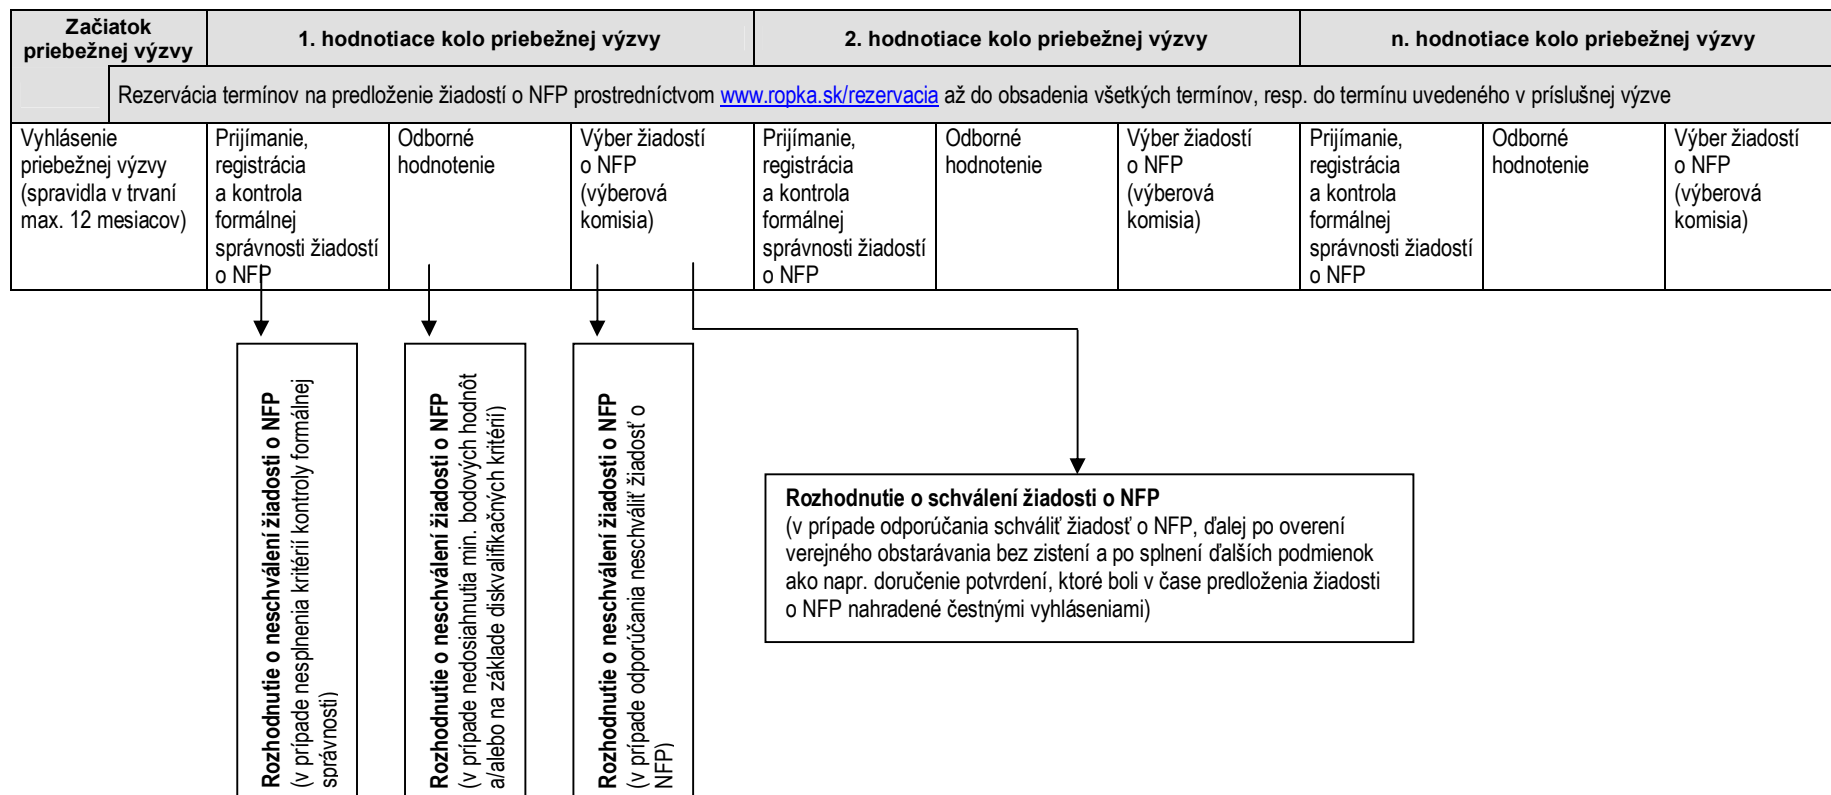 Začiatok
priebežnej výzvy
1. hodnotiace kolo priebežnej výzvy
2. hodnotiace kolo priebežnej výzvy
n. hodnotiace kolo priebežnej výzvy
Rezervácia termínov na predloženie žiadostí o NFP prostredníctvom www.ropka.sk/rezervacia až do obsadenia všetkých termínov, resp. do termínu uvedeného v príslušnej výzve
Vyhlásenie
priebežnej výzvy
(spravidla v trvaní
max. 12 mesiacov)
Prijímanie,
registrácia
a kontrola
formálnej
správnosti žiadostí
o NFP
Odborné
hodnotenie
Výber žiadostí
o NFP
(výberová
komisia)
Prijímanie,
registrácia
a kontrola
formálnej
správnosti žiadostí
o NFP
Odborné
hodnotenie
Výber žiadostí
o NFP
(výberová
komisia)
Prijímanie,
registrácia
a kontrola
formálnej
správnosti žiadostí
o NFP
Odborné
hodnotenie
Výber žiadostí
o NFP
(výberová
komisia)
Rozhodnutie o neschválení žiadosti o NFP
(v prípade nesplnenia kritérií kontroly formálnej
správnosti)
Rozhodnutie o neschválení žiadosti o NFP
(v prípade nedosiahnutia min. bodových hodnôt
a/alebo na základe diskvalifikačných kritérií)
Rozhodnutie o neschválení žiadosti o NFP
(v prípade odporúčania neschváliť žiadosť o
NFP)
Rozhodnutie o schválení žiadosti o NFP
(v prípade odporúčania schváliť žiadosť o NFP, ďalej po overení
verejného obstarávania bez zistení a po splnení ďalších podmienok
ako napr. doručenie potvrdení, ktoré boli v čase predloženia žiadosti
o NFP nahradené čestnými vyhláseniami)